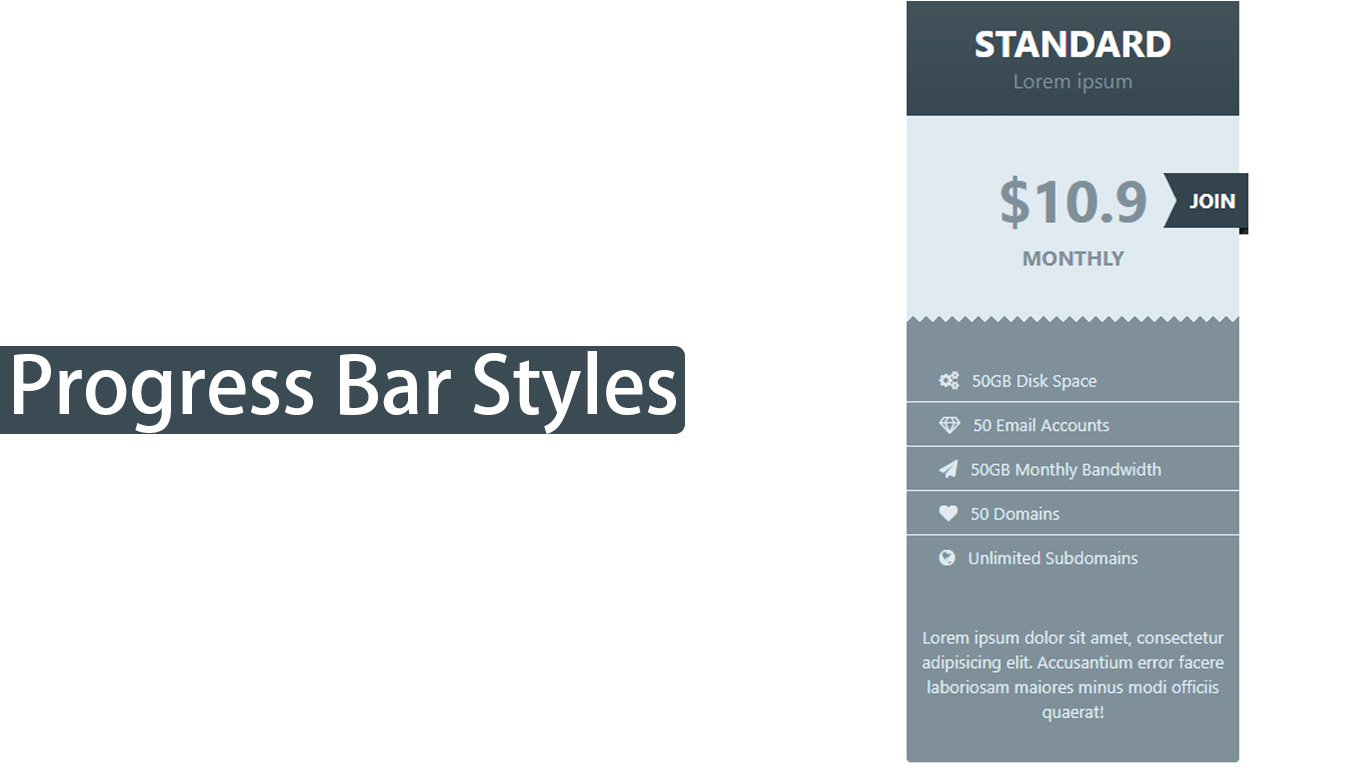 Progress Bar Styles
STANDARD
Lorem ipsum
$10.9
JOIN
MONTHLY
50GB Disk Space
50 Email Accounts
50GB Monthly Bandwidth
50 Domains
Unlimited Subdomains
Lorem ipsum dolor sit amet, consectetur
adipisicing elit. Accusantium error facere
laboriosam maiores minus modi officiis
quaerat!